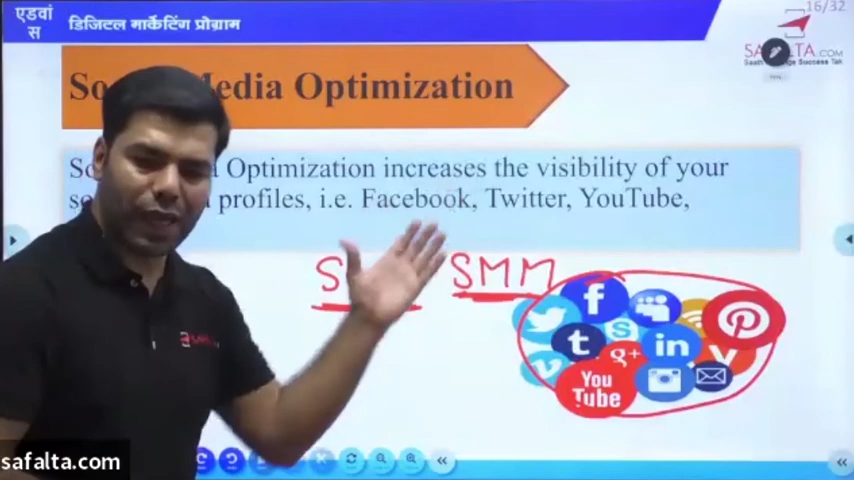 एडवां
स
डिजिटल मार्केटिंग प्रोग्राम
16/32
SAFALTA.COM
Media Optimization
Optimization increases the visibility of your
profiles, i.e. Facebook, Twitter, YouTube,
SMM
f
t
S
g+
in
P
V
You
Tube
safalta.com